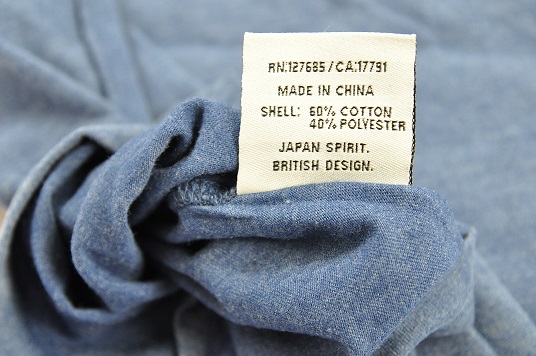 RN:127685 / CA:17791
MADE IN CHINA
SHELL: 60% COTTON
40% POLYESTER
JAPAN SPIRIT.
BRITISH DESIGN.